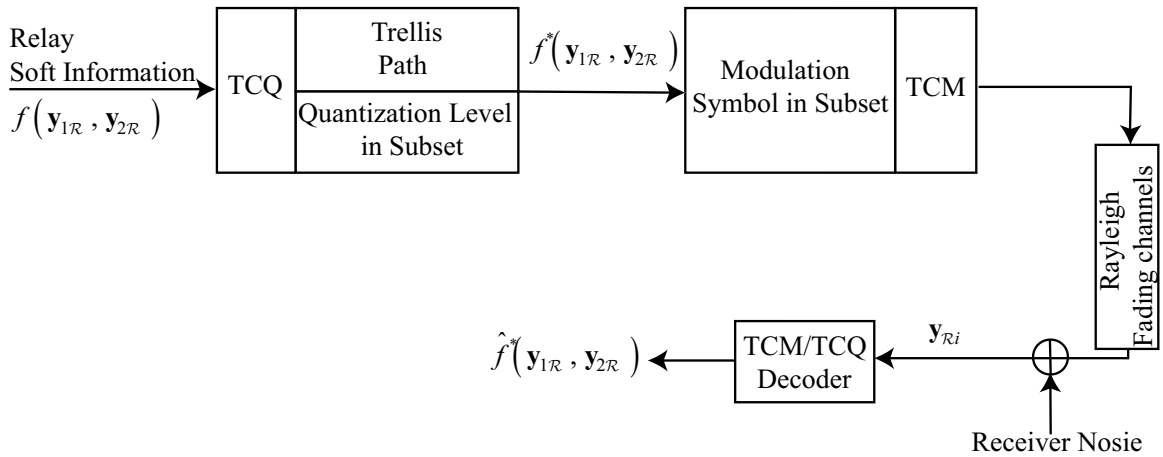 Relay
Soft Information
f( y1R , y2R )
TCQ
Trellis
Path
Quantization Level
in Subset
f*( y1R , y2R )
Modulation
Symbol in Subset
TCM
Rayleigh
Fading channels
Receiver Nosie
yRi
TCM/TCQ
Decoder
f̂*( y1R , y2R )